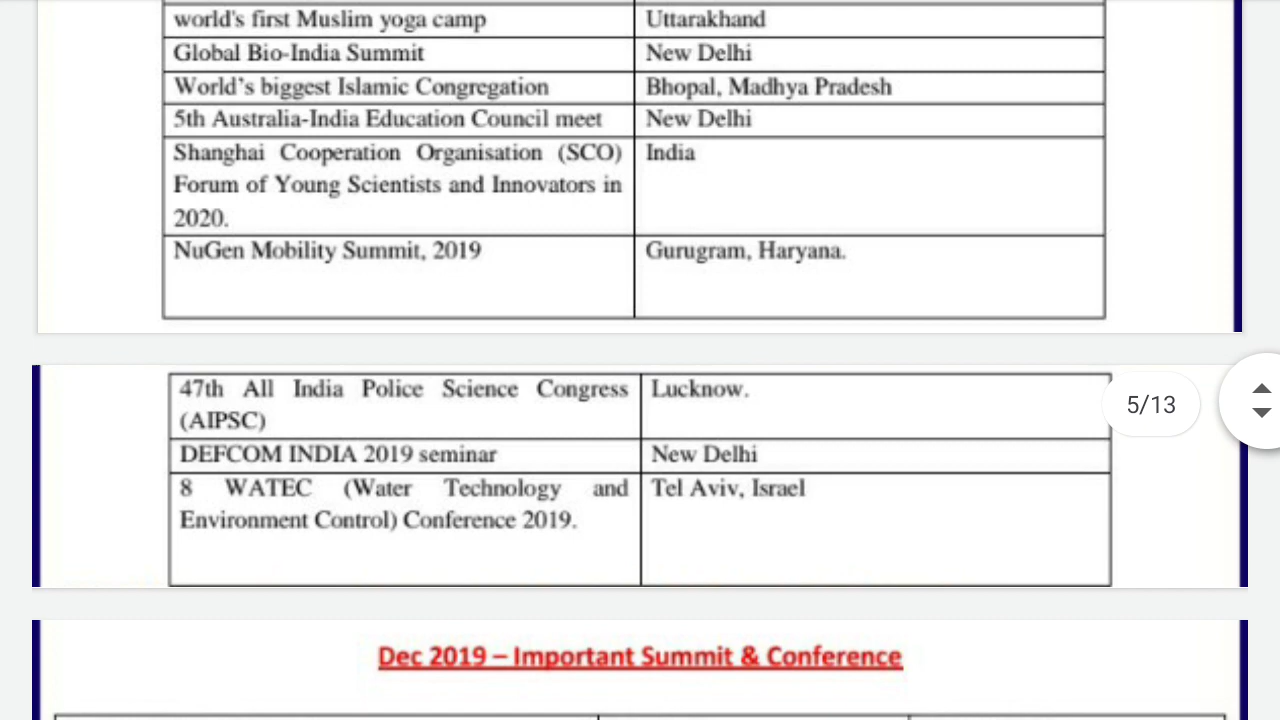 world's first Muslim yoga camp Uttarakhand
Global Bio-India Summit New Delhi
World's biggest Islamic Congregation Bhopal, Madhya Pradesh
5th Australia-India Education Council meet New Delhi
Shanghai Cooperation Organisation (SCO) India
Forum of Young Scientists and Innovators in
2020.
NuGen Mobility Summit, 2019 Gurugram, Haryana.
47th All India Police Science Congress Lucknow.
(AIPSC)
5/13
DEFCOM INDIA 2019 seminar New Delhi
8 WATEC (Water Technology and Tel Aviv, Israel
Environment Control) Conference 2019.
Dec 2019 – Important Summit & Conference